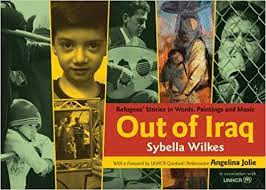 Refugees' Stories in Words, Paintings and Music
Out of Iraq
Sybella Wilkes
With a Foreword by UNHCR Goodwill Ambassador Angelina Jolie
in association with
UNHCR